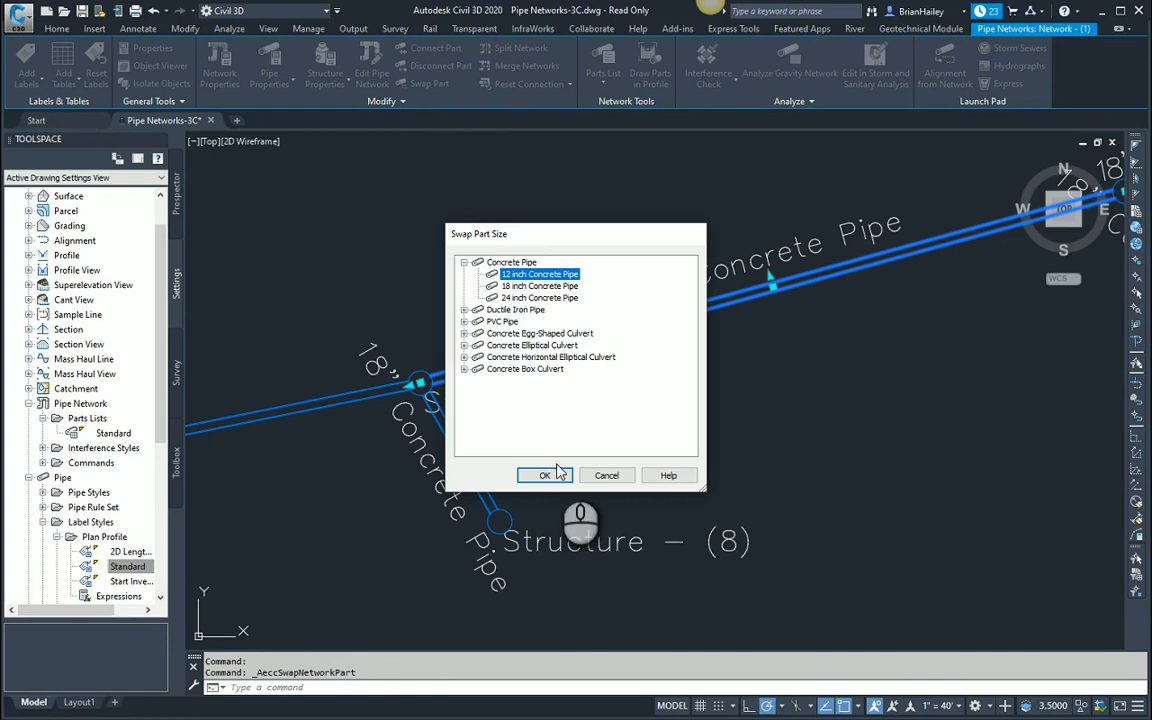 C3D
Civil 3D
Autodesk Civil 3D 2020 Pipe Networks-3C.dwg - Read Only
Type a keyword or phrase
BrianHailey
23
Home Insert Annotate Modify Analyze View Manage Output Survey Rail Transparent InfraWorks Collaborate Help Add-ins Express Tools Featured Apps River Geotechnical Module Pipe Networks: Network - (1)
Add Labels
Add Tables
Reset Labels
Properties
Object Viewer
Isolate Objects
Network Properties
Pipe Properties
Structure Properties
Edit Pipe Network
Connect Part
Disconnect Part
Swap Part
Split Network
Merge Networks
Reset Connection
Parts List
Draw Parts in Profile
Interference Check
Analyze Gravity Network
Edit in Storm and Sanitary Analysis
Alignment from Network
Storm Sewers
Hydrographs
Express
Labels & Tables
General Tools
Modify
Network Tools
Analyze
Launch Pad
Start
Pipe Networks-3C*
TOOLSPACE
Active Drawing Settings View
Surface
Parcel
Grading
Alignment
Profile
Profile View
Superelevation View
Cant View
Sample Line
Section
Section View
Mass Haul Line
Mass Haul View
Catchment
Pipe Network
Parts Lists
Standard
Interference Styles
Commands
Pipe
Pipe Styles
Pipe Rule Set
Label Styles
Plan Profile
2D Lengt...
Standard
Start Inve...
Expressions
Prospector
Settings
Survey
Toolbox
[−][Top][2D Wireframe]
N
W
TOP
E
S
WCS
18"
18"
Concrete Pipe
18"
Concrete Pipe
Structure - (8)
Swap Part Size
Concrete Pipe
12 inch Concrete Pipe
18 inch Concrete Pipe
24 inch Concrete Pipe
Ductile Iron Pipe
PVC Pipe
Concrete Egg-Shaped Culvert
Concrete Elliptical Culvert
Concrete Horizontal Elliptical Culvert
Concrete Box Culvert
OK Cancel Help
Y
X
Command:
Command: _AeccSwapNetworkPart
Type a command
Model Layout1 +
MODEL
1" = 40'
3.5000